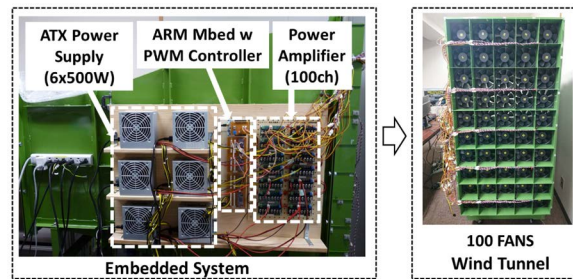 ATX Power
Supply
(6x500W)
ARM Mbed w
PWM Controller
Power
Amplifier
(100ch)
Embedded System
100 FANS
Wind Tunnel